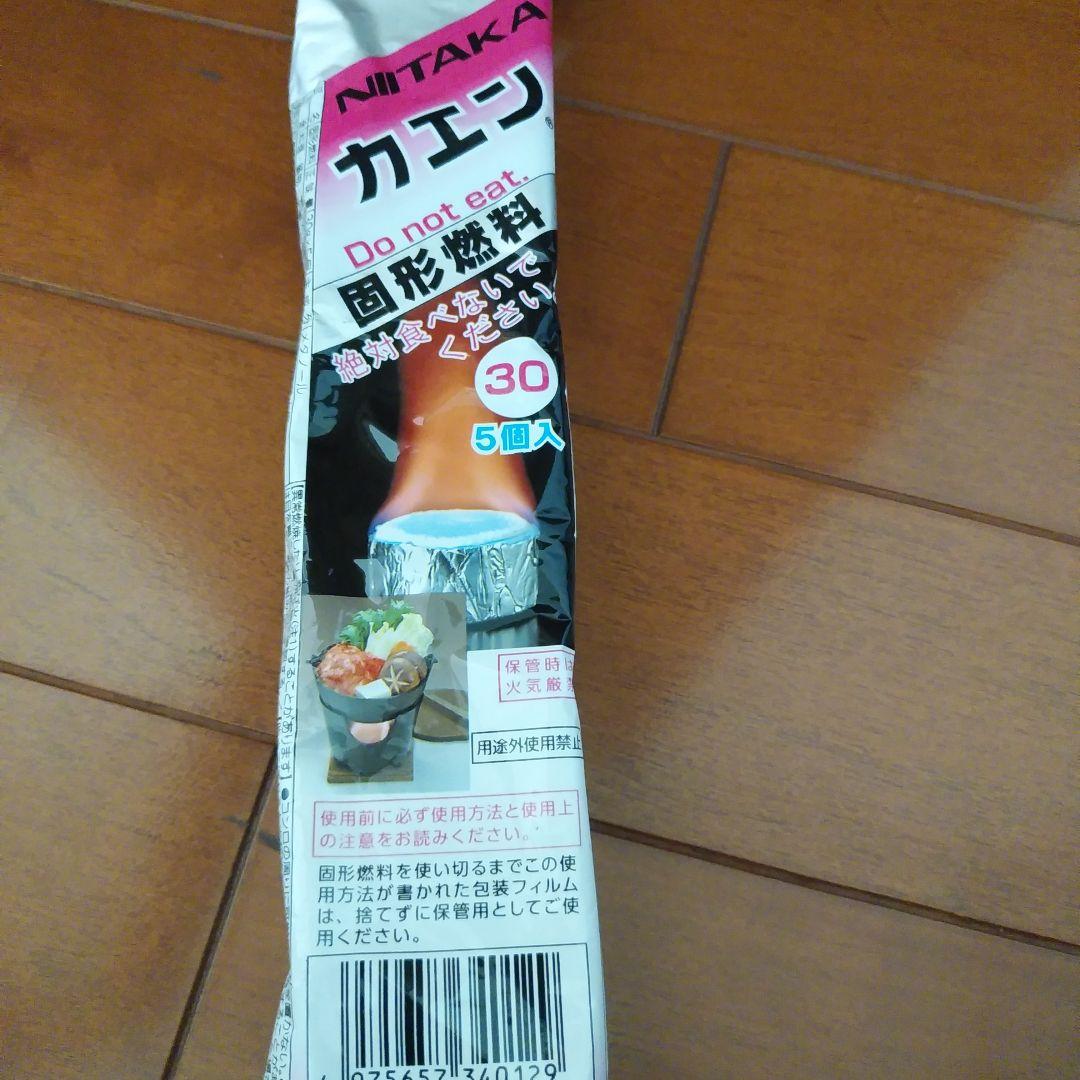 NIITAKA
カエン®
Do not eat.
固形燃料
絶対食べないで
ください
30
5個入
保管時は
火気厳禁
用途外使用禁止
使用前に必ず使用方法と使用上
の注意をお読みください。
固形燃料を使い切るまでこの使
用方法が書かれた包装フィルム
は、捨てずに保管用としてご使
用ください。
4 975657 340129